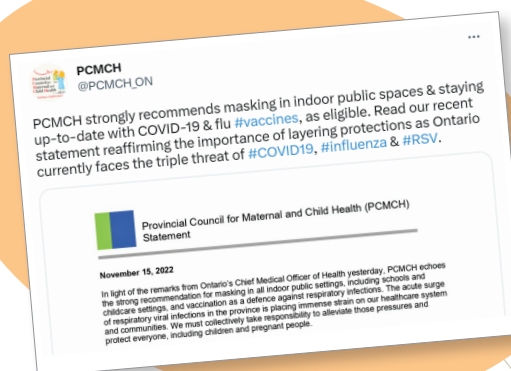 PCMCH
@PCMCH_ON
PCMCH strongly recommends masking in indoor public spaces & staying
up-to-date with COVID-19 & flu #vaccines, as eligible. Read our recent
statement reaffirming the importance of layering protections as Ontario
currently faces the triple threat of #COVID19, #influenza & #RSV.
Provincial Council for Maternal and Child Health (PCMCH)
Statement
November 15, 2022
In light of the remarks from Ontario's Chief Medical Officer of Health yesterday, PCMCH echoes
the strong recommendation for masking in all indoor public settings, including schools and
childcare settings, and vaccination as a defence against respiratory infections. The acute surge
of respiratory viral infections in the province is placing immense strain on our healthcare system
and communities. We must collectively take responsibility to alleviate those pressures and
protect everyone, including children and pregnant people.